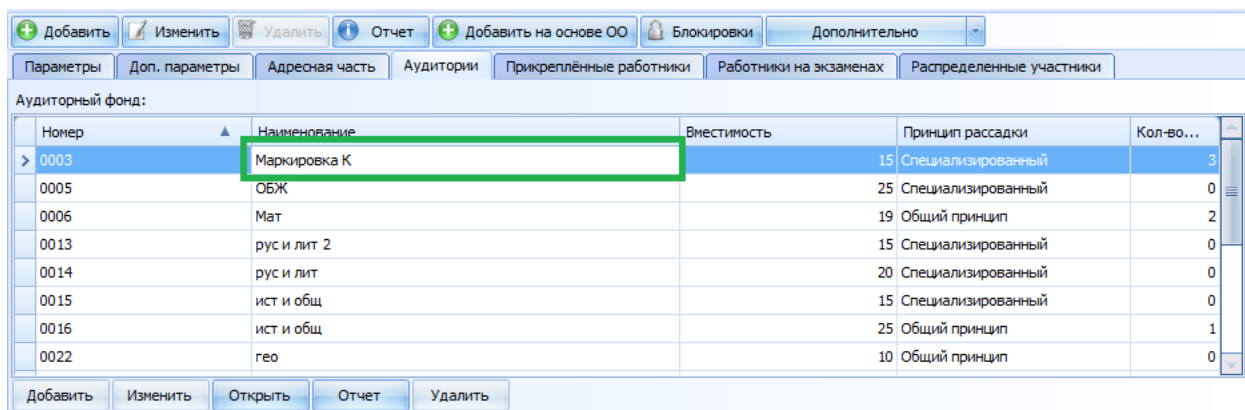 Добавить Изменить Удалить Отчет Добавить на основе ОО Блокировки Дополнительно
Параметры Доп. параметры Адресная часть Аудитории Прикреплённые работники Работники на экзаменах Распределенные участники
Аудиторный фонд:
Номер Наименование Вместимость Принцип рассадки Кол-во...
0003 Маркировка К 15 Специализированный 3
0005 ОБЖ 25 Специализированный 0
0006 Мат 19 Общий принцип 2
0013 рус и лит 2 15 Специализированный 0
0014 рус и лит 20 Специализированный 0
0015 ист и общ 15 Специализированный 0
0016 ист и общ 25 Общий принцип 1
0022 гео 10 Общий принцип 0
Добавить Изменить Открыть Отчет Удалить